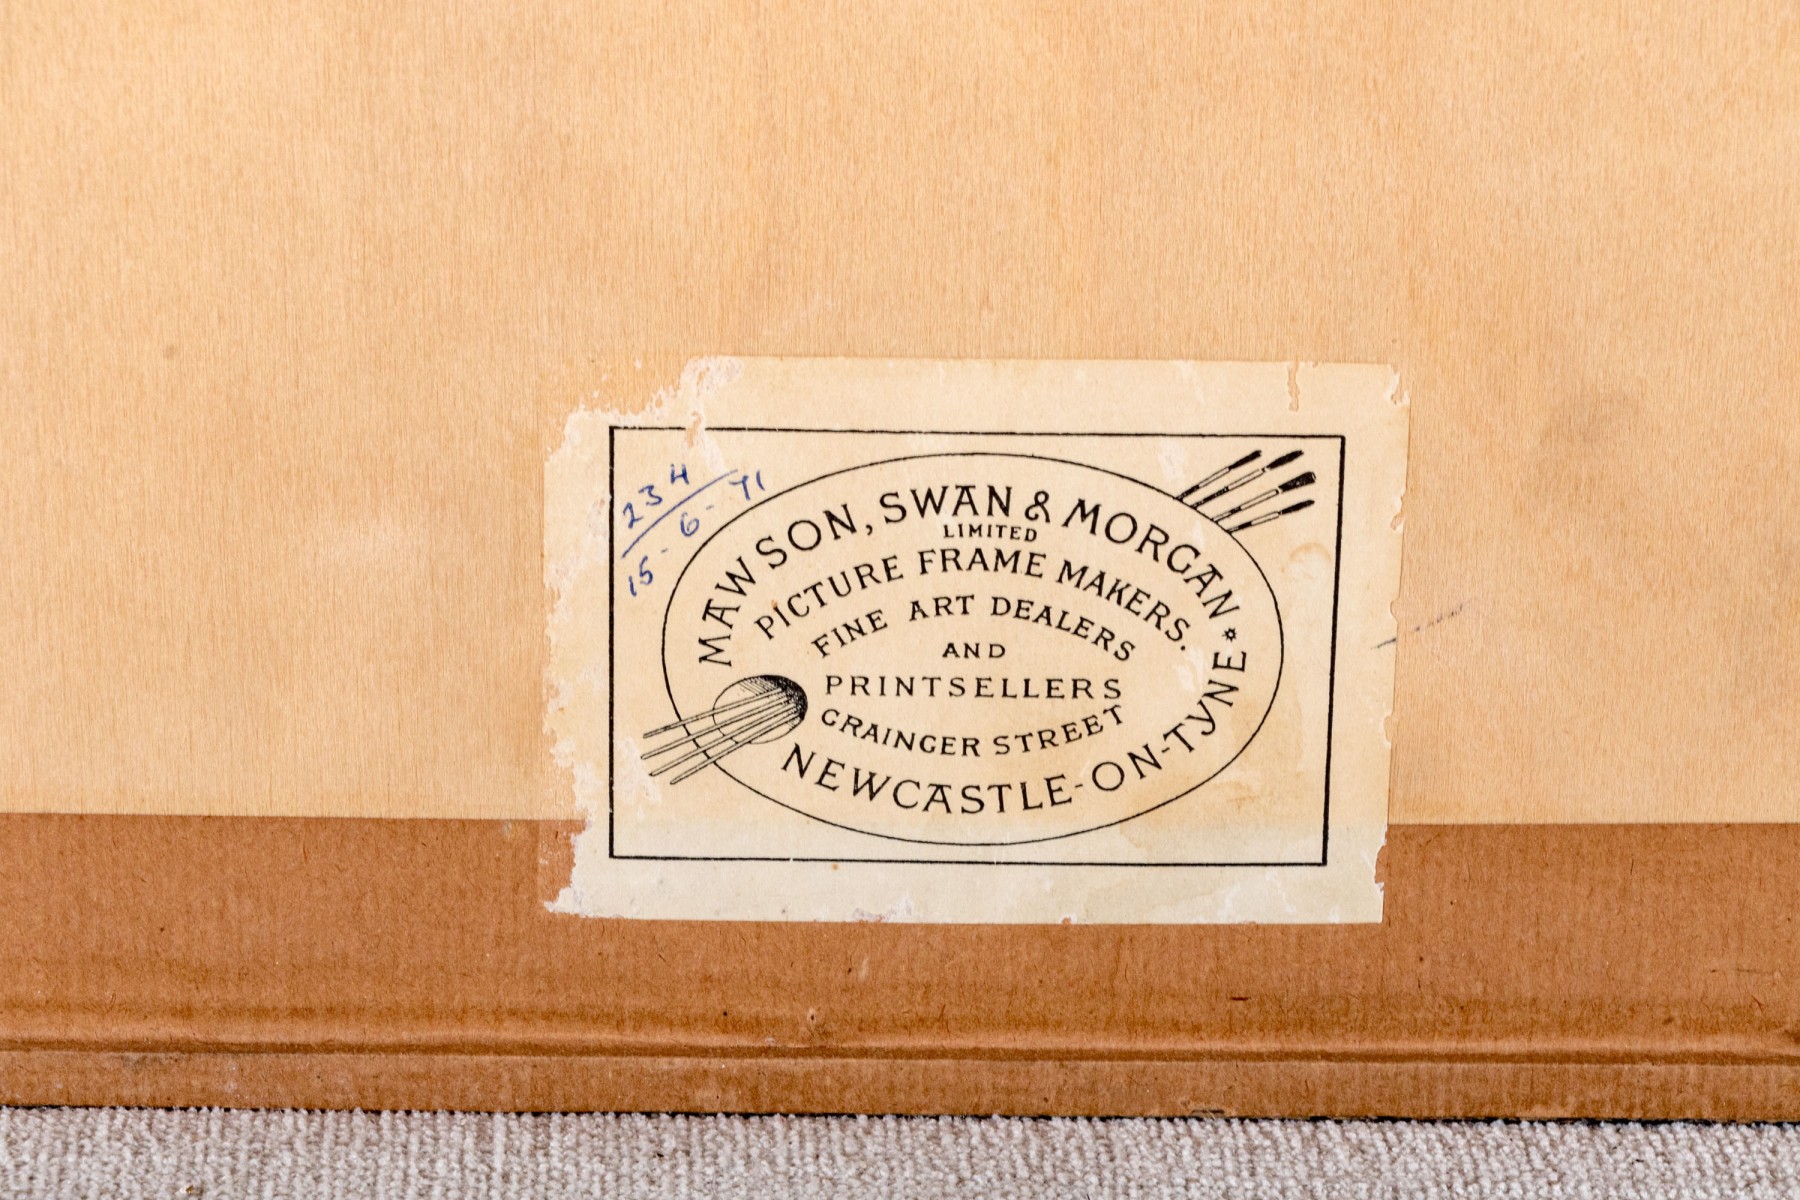 234
15-6-71
MAWSON, SWAN & MORGAN
LIMITED
PICTURE FRAME MAKERS.
FINE ART DEALERS
AND
PRINTSELLERS
GRAINGER STREET
NEWCASTLE-ON-TYNE